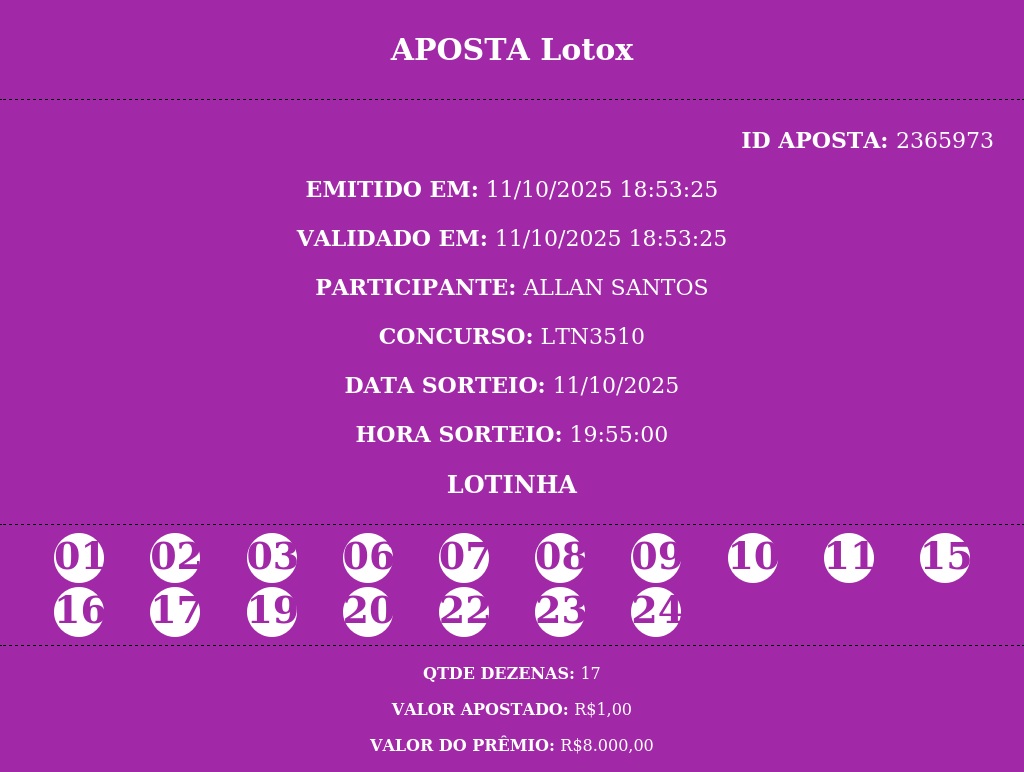 APOSTA Lotox
ID APOSTA: 2365973
EMITIDO EM: 11/10/2025 18:53:25
VALIDADO EM: 11/10/2025 18:53:25
PARTICIPANTE: ALLAN SANTOS
CONCURSO: LTN3510
DATA SORTEIO: 11/10/2025
HORA SORTEIO: 19:55:00
LOTINHA
01 02 03 06 07 08 09 10 11 15
16 17 19 20 22 23 24
QTDE DEZENAS: 17
VALOR APOSTADO: R$1,00
VALOR DO PRÊMIO: R$8.000,00